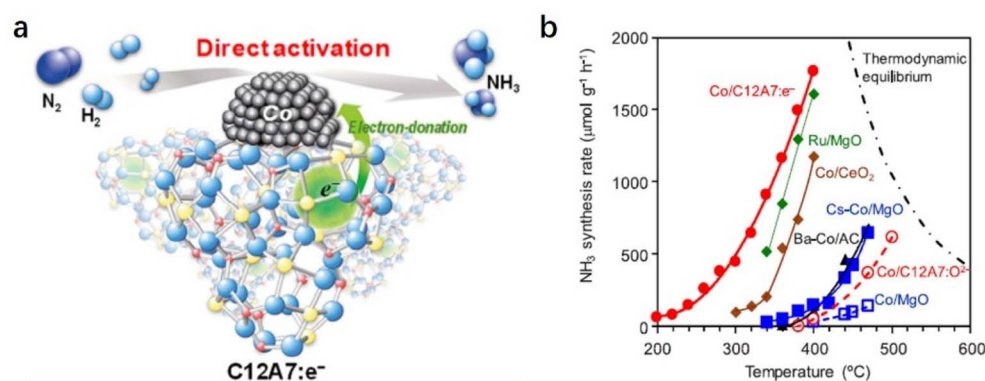 a
Direct activation
N₂
H₂
Co
NH₃
Electron-donation
e⁻
C12A7:e⁻
b
2000
1500
1000
500
0
NH₃ synthesis rate (μmol g⁻¹ h⁻¹)
Thermodynamic
equilibrium
Co/C12A7:e⁻
Ru/MgO
Co/CeO₂
Cs-Co/MgO
Ba-Co/AC
Co/C12A7:O²⁻
Co/MgO
200 300 400 500 600
Temperature (ºC)